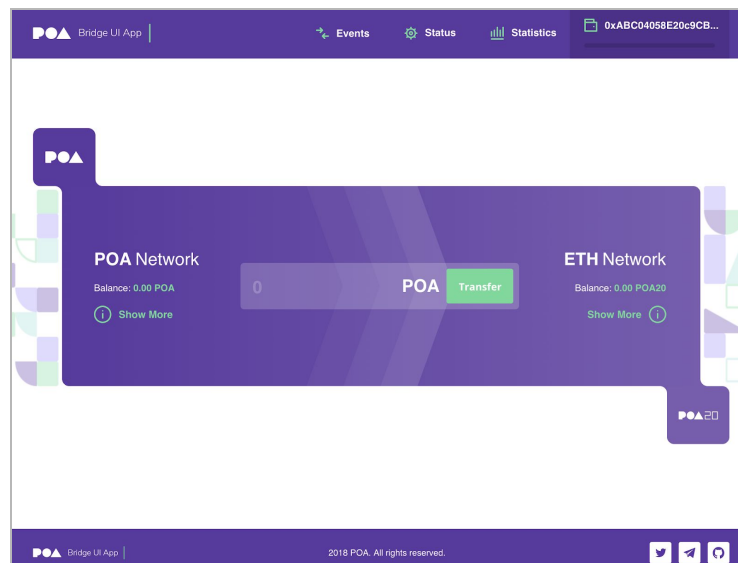 POA Bridge UI App
Events
Status
Statistics
0xABC04058E20c9CB...
POA
POA Network
Balance: 0.00 POA
Show More
0
POA
Transfer
ETH Network
Balance: 0.00 POA20
Show More
POA20
POA Bridge UI App
2018 POA. All rights reserved.